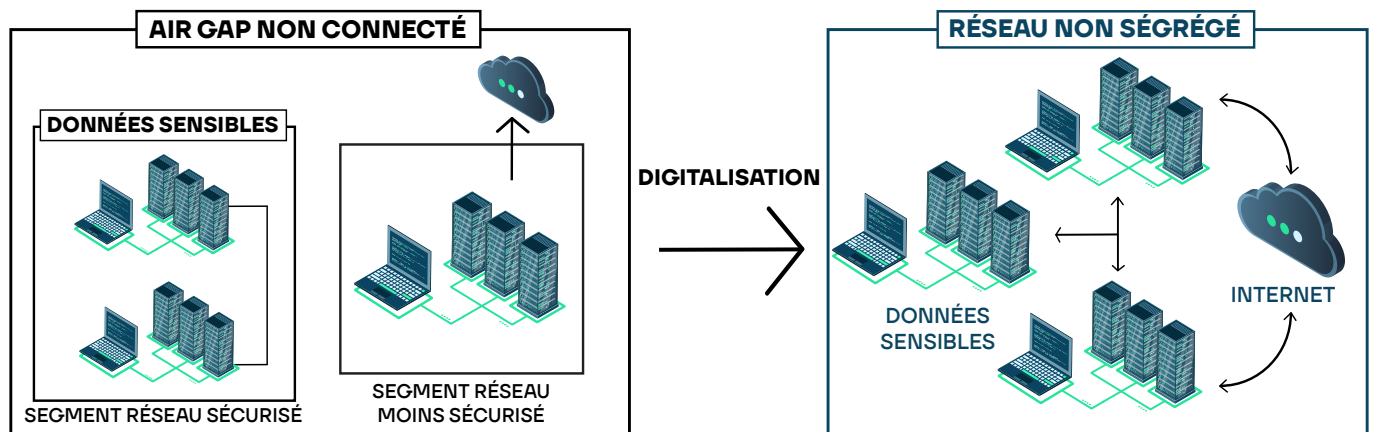 AIR GAP NON CONNECTÉ
DONNÉES SENSIBLES
SEGMENT RÉSEAU SÉCURISÉ
SEGMENT RÉSEAU
MOINS SÉCURISÉ
DIGITALISATION
RÉSEAU NON SÉGRÉGÉ
DONNÉES
SENSIBLES
INTERNET